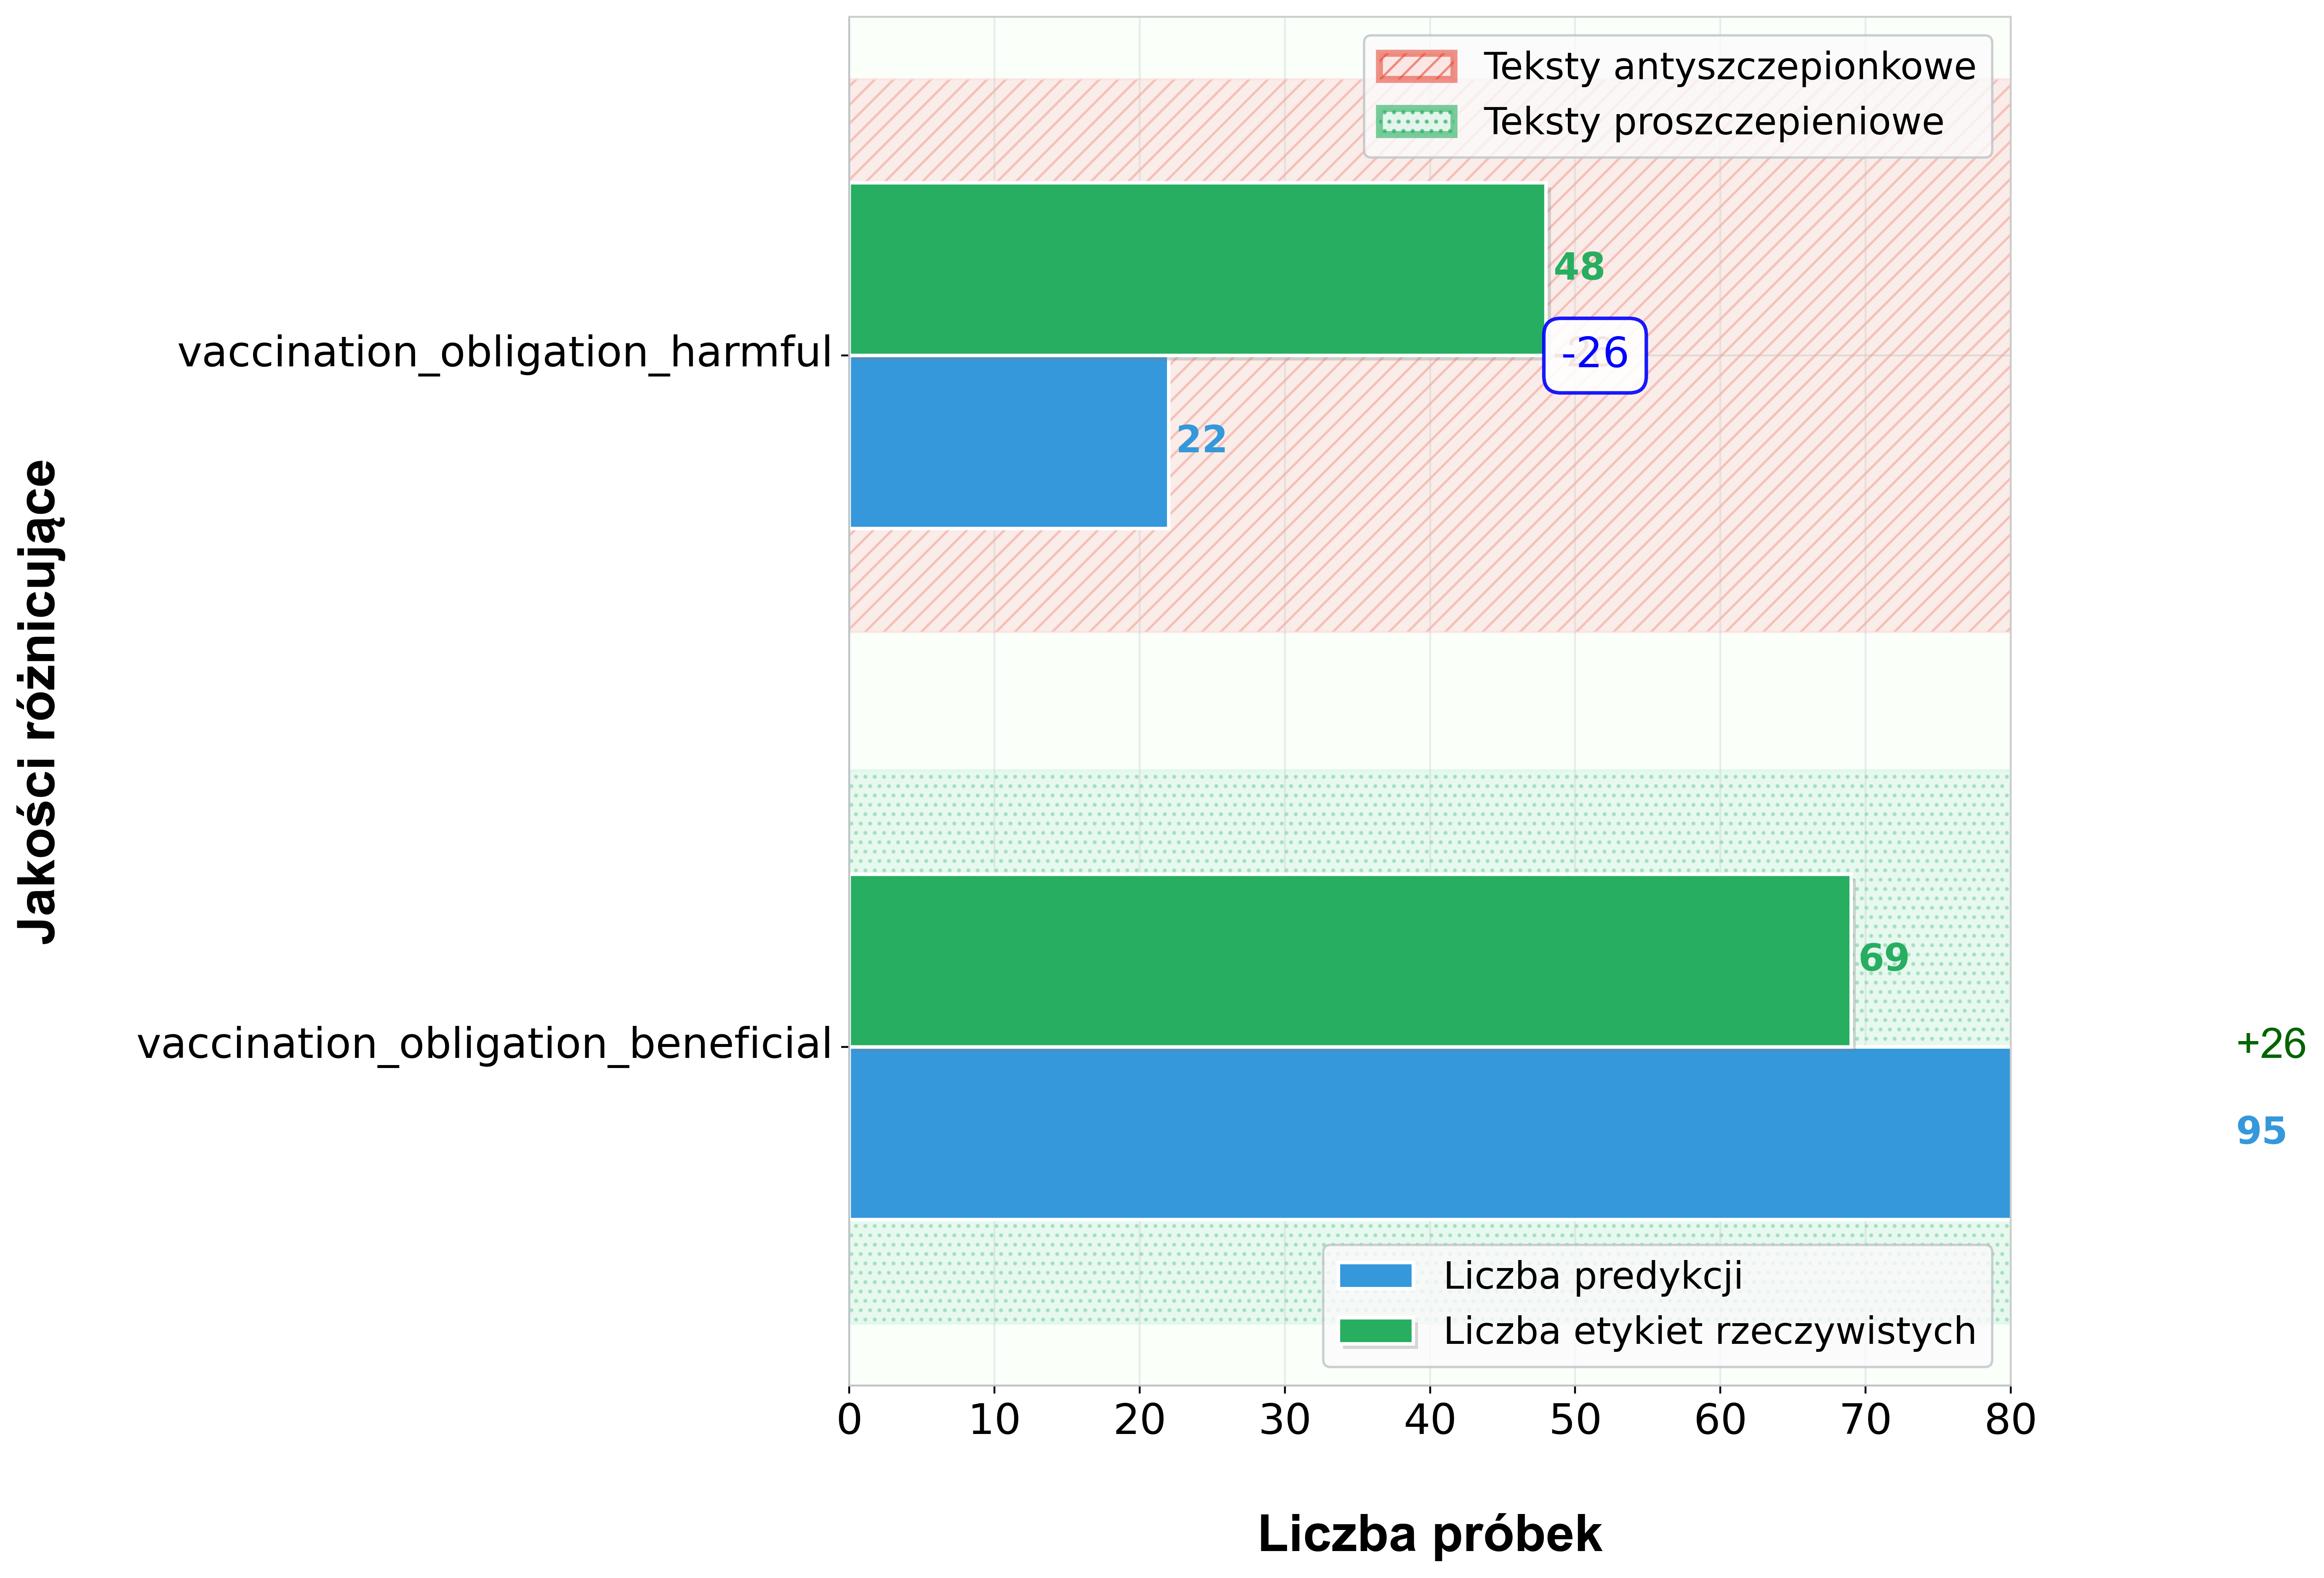 Teksty antyszczepionkowe
Teksty proszczepieniowe
48
vaccination_obligation_harmful
-26
22
Jakości różnicujące
69
vaccination_obligation_beneficial
+26
95
Liczba predykcji
Liczba etykiet rzeczywistych
0 10 20 30 40 50 60 70 80
Liczba próbek